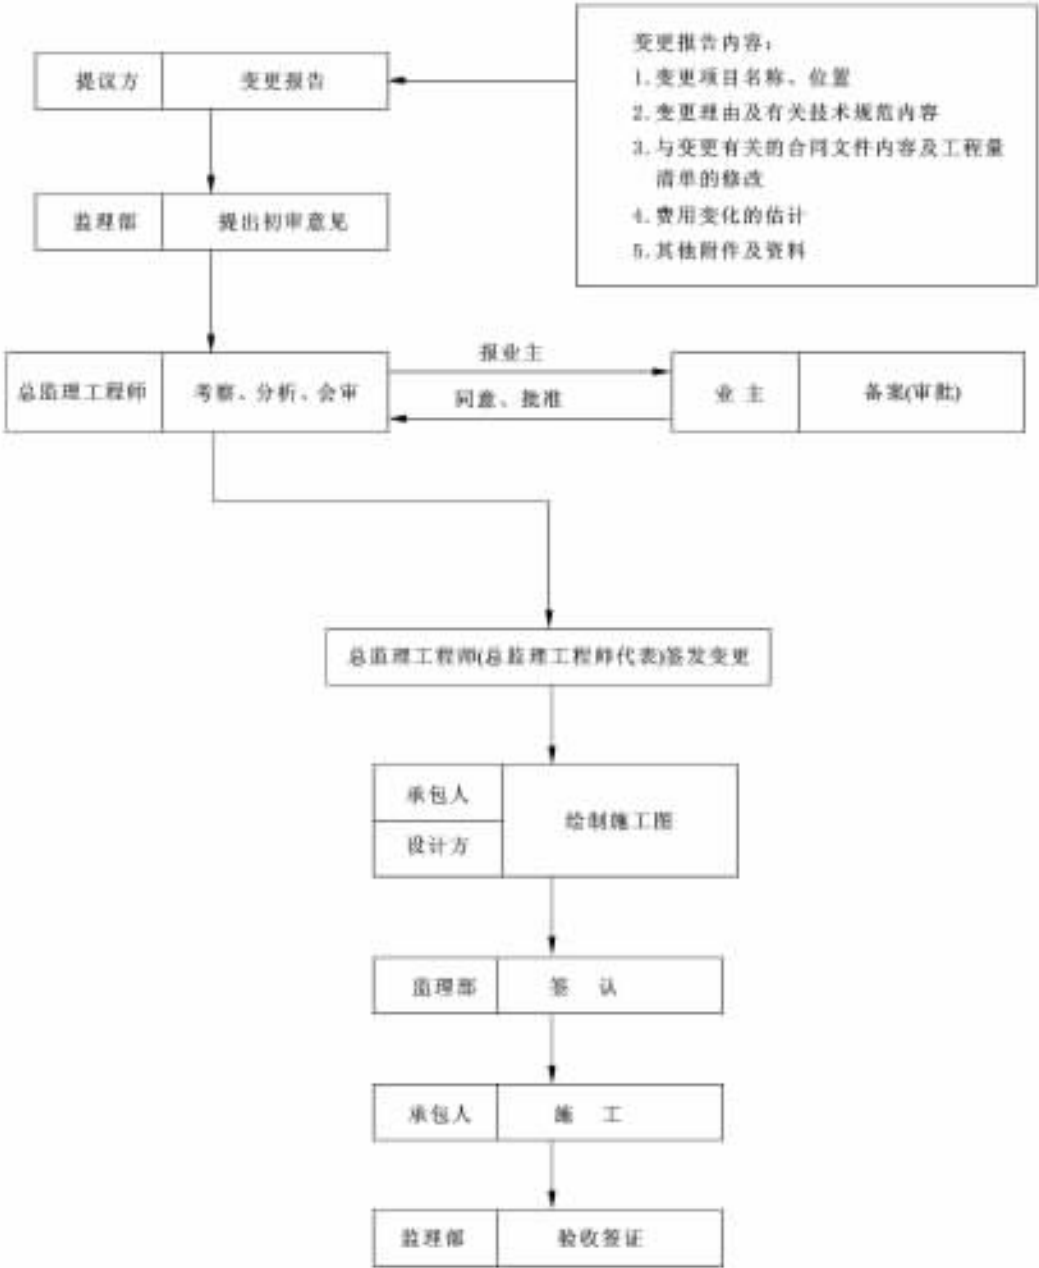 变更报告内容：
1.变更项目名称、位置
2.变更理由及有关技术规范内容
3.与变更有关的合同文件内容及工程量
清单的修改
4.费用变化的估计
5.其他附件及资料
提议方 变更报告
监理部 提出初审意见
总监理工程师 考察、分析、会审
报业主
同意、批准
业 主 备案(审批)
总监理工程师(总监理工程师代表)签发变更
承包人
设计方
绘制施工图
监理部 签 认
承包人 施 工
监理部 验收签证